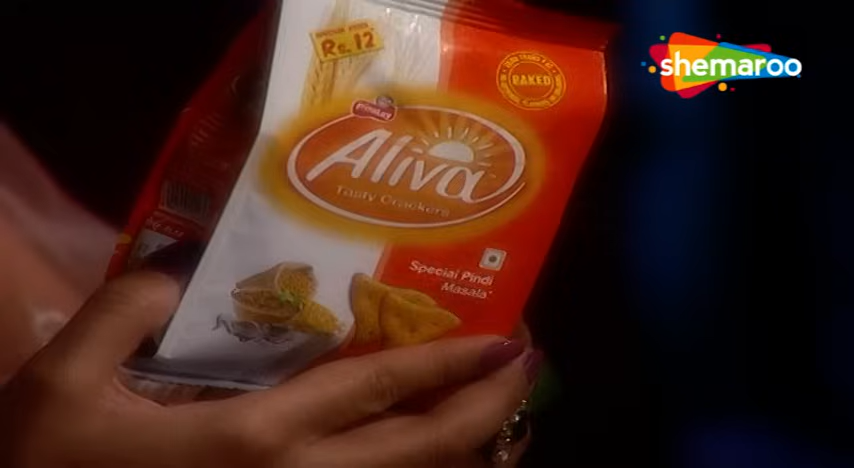 Rs. 12
BAKED
Aliva
Tasty Crackers
Special Pindi
Masala
shemaroo